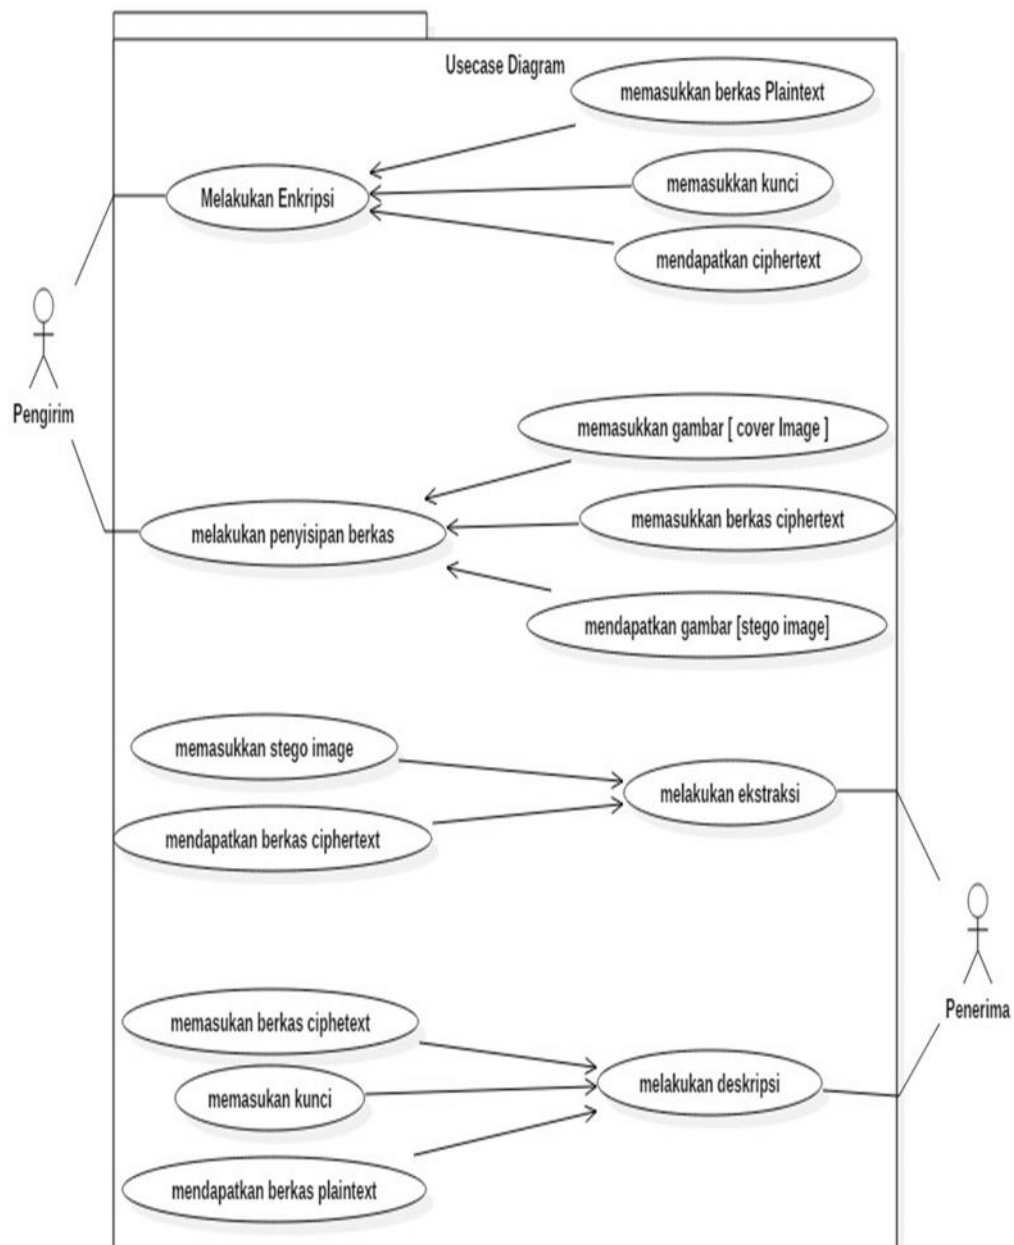 Usecase Diagram
memasukkan berkas Plaintext
memasukkan kunci
Melakukan Enkripsi
mendapatkan ciphertext
Pengirim
memasukkan gambar [ cover Image ]
memasukkan berkas ciphertext
melakukan penyisipan berkas
mendapatkan gambar [stego image]
memasukkan stego image
melakukan ekstraksi
mendapatkan berkas ciphertext
Penerima
memasukan berkas ciphetext
melakukan deskripsi
memasukan kunci
mendapatkan berkas plaintext